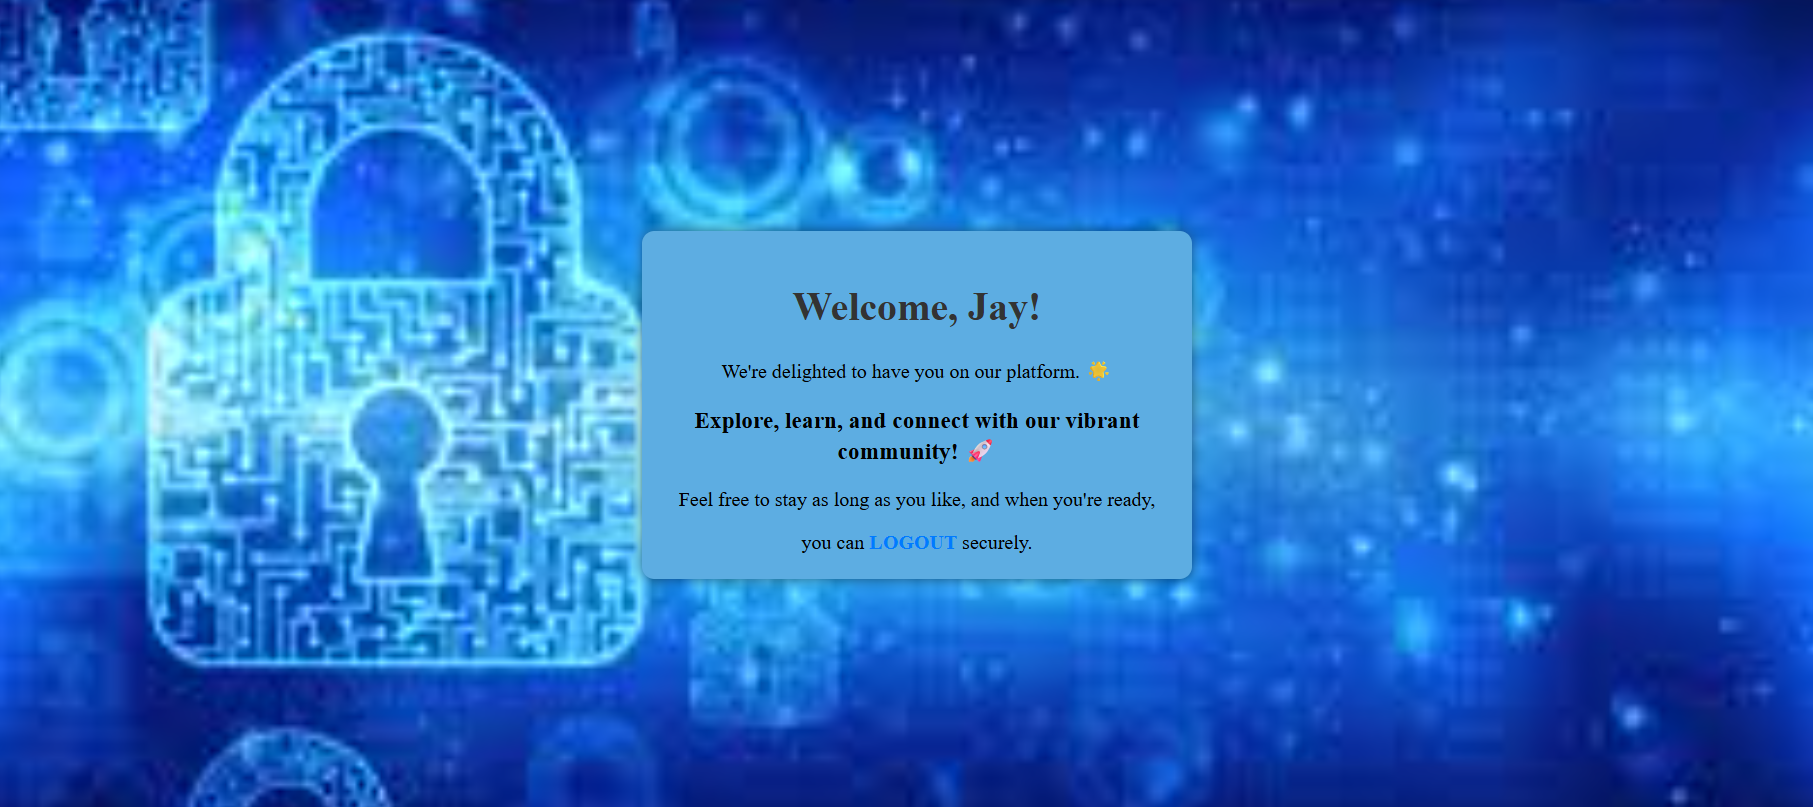 Welcome, Jay!
We're delighted to have you on our platform. 🌟
Explore, learn, and connect with our vibrant
community! 🚀
Feel free to stay as long as you like, and when you're ready,
you can LOGOUT securely.